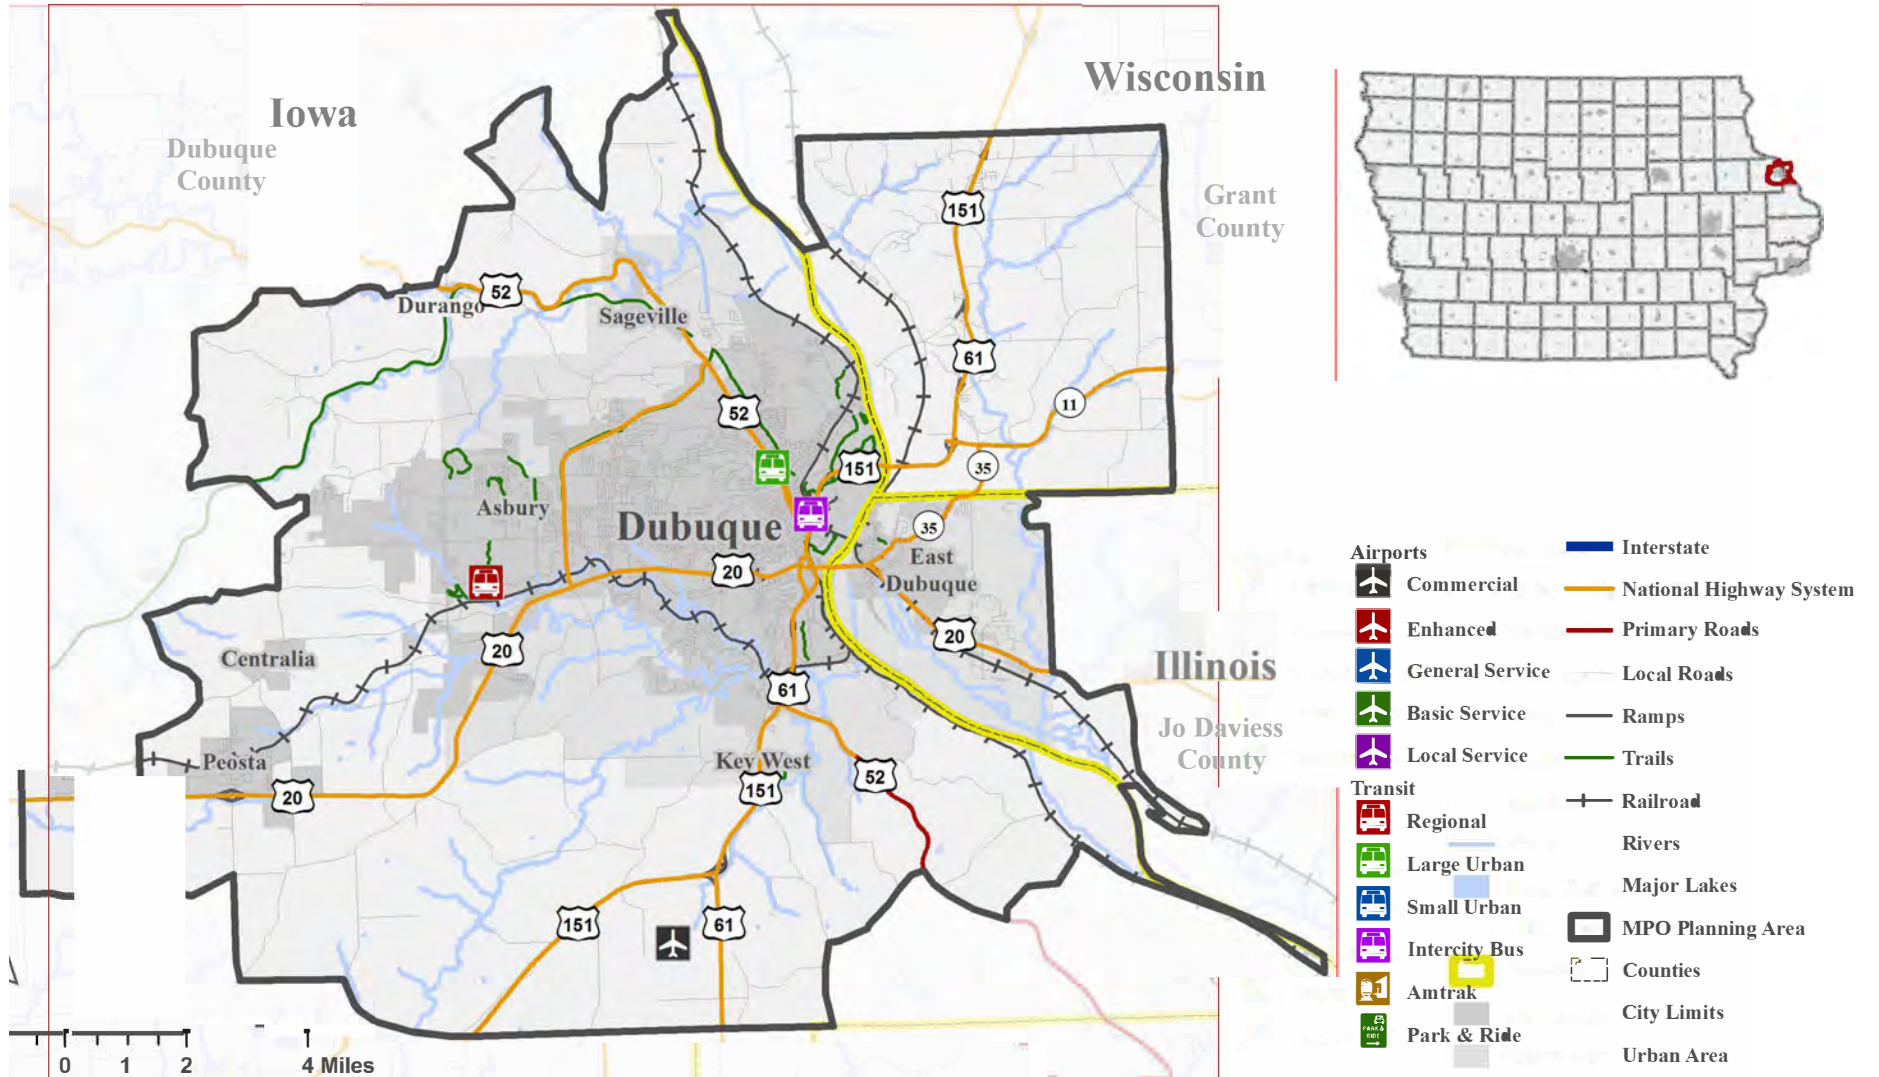 Wisconsin
Iowa
Dubuque
County
Grant
County
151
52
Durango
Sageville
61
11
52
151
35
Asbury
Dubuque
35
East
Dubuque
20
20
20
Centralia
Illinois
61
Jo Daviess
County
Peosta
Key West
52
151
20
151
61
0 1 2 4 Miles
Airports
Commercial
Enhanced
General Service
Basic Service
Local Service
Transit
Regional
Large Urban
Small Urban
Intercity Bus
Amtrak
PARK &
RIDE
Park & Ride
Interstate
National Highway System
Primary Roads
Local Roads
Ramps
Trails
Railroad
Rivers
Major Lakes
MPO Planning Area
Counties
City Limits
Urban Area